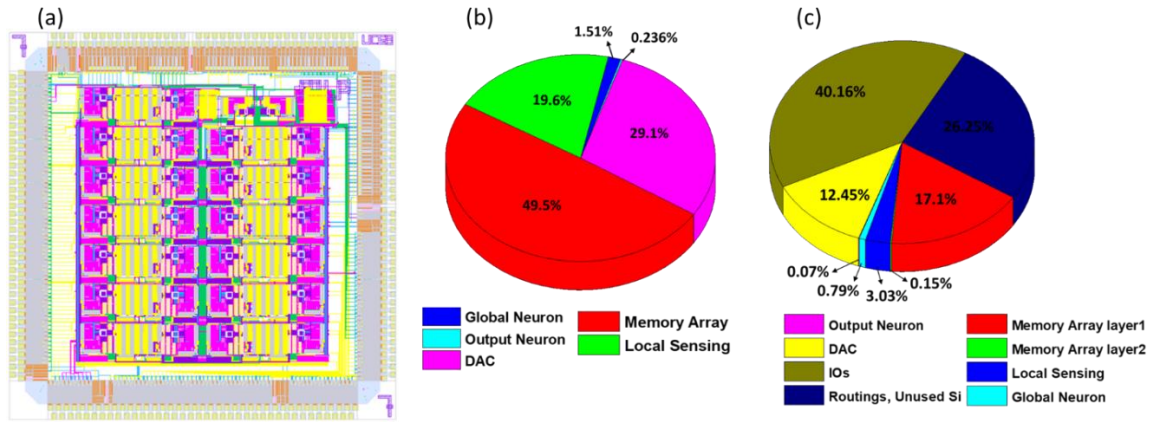 (a)
UCSB
(b)
1.51%
0.236%
19.6%
29.1%
49.5%
Global Neuron
Output Neuron
DAC
Memory Array
Local Sensing
(c)
40.16%
26.25%
12.45%
17.1%
0.07%
0.79%
3.03%
0.15%
Output Neuron
DAC
IOs
Routings, Unused Si
Memory Array layer1
Memory Array layer2
Local Sensing
Global Neuron